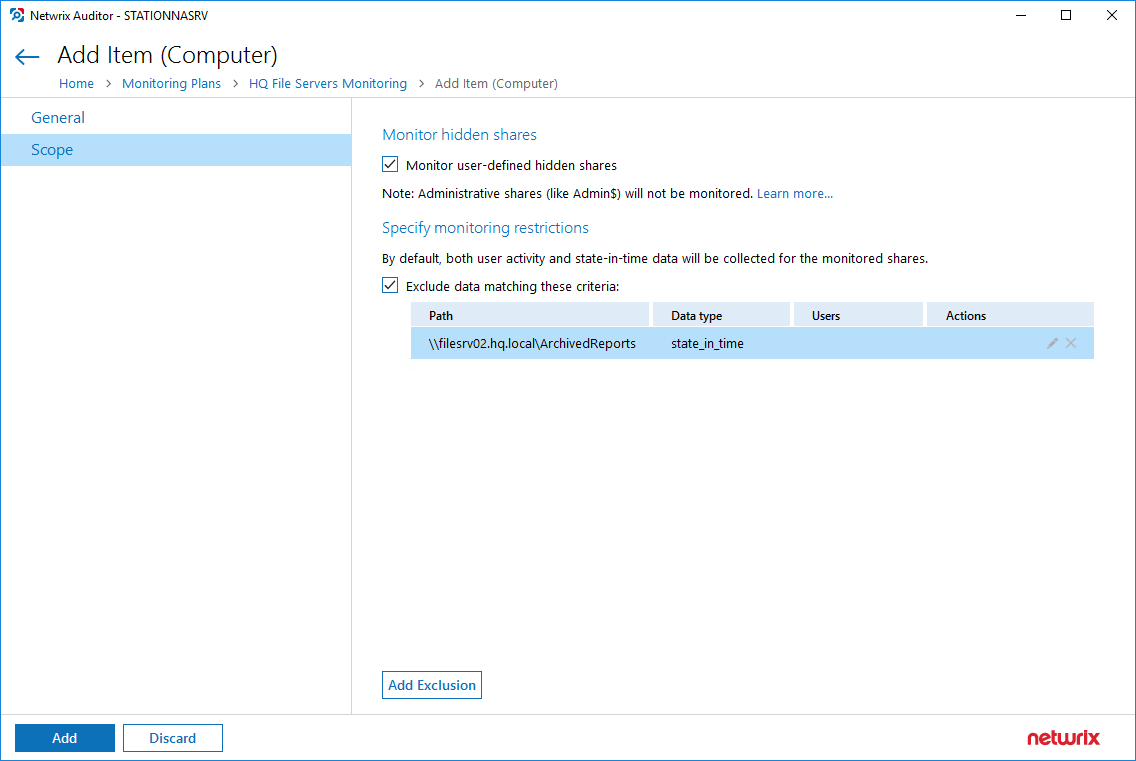 Netwrix Auditor - STATIONNASRV
Add Item (Computer)
Home > Monitoring Plans > HQ File Servers Monitoring > Add Item (Computer)
General
Scope
Monitor hidden shares
Monitor user-defined hidden shares
Note: Administrative shares (like Admin$) will not be monitored. Learn more...
Specify monitoring restrictions
By default, both user activity and state-in-time data will be collected for the monitored shares.
Exclude data matching these criteria:
Path Data type Users Actions
\\filesrv02.hq.local\ArchivedReports state_in_time
Add Exclusion
Add Discard
netwrix